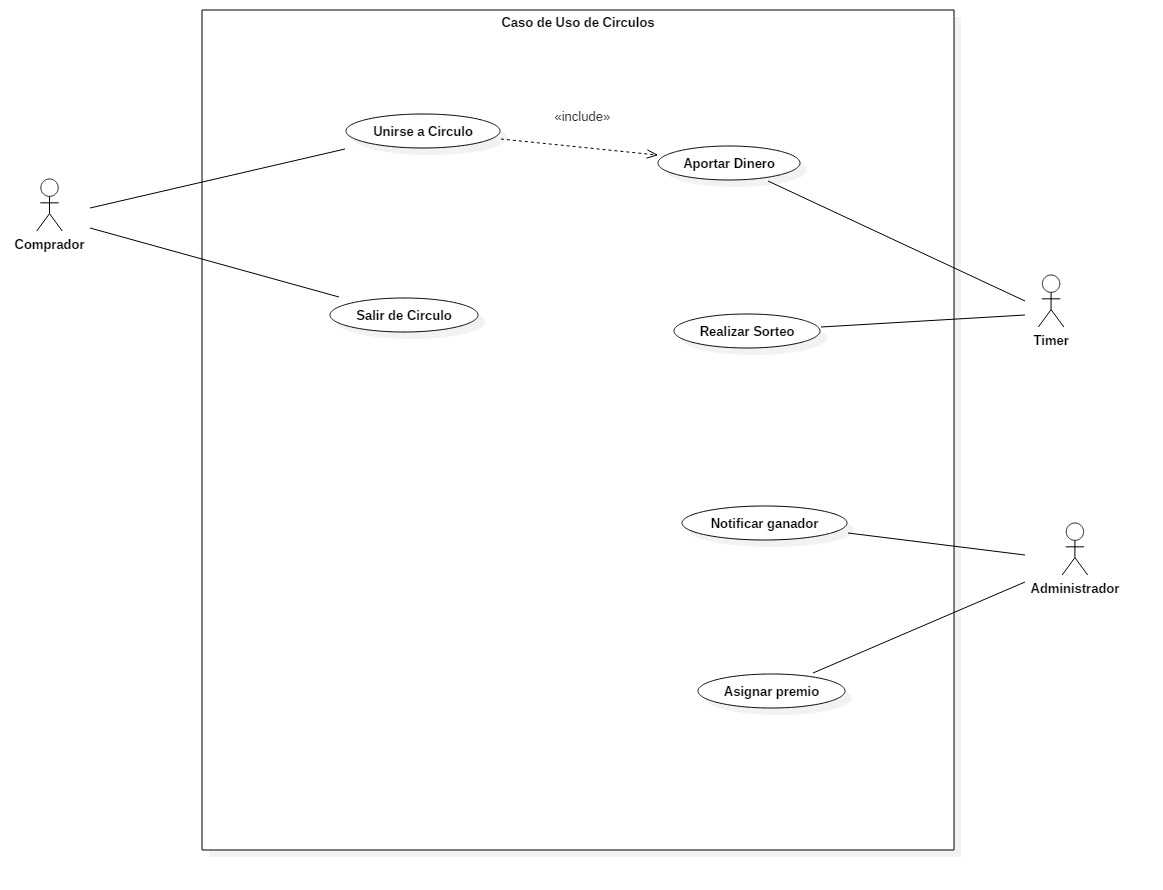 Caso de Uso de Circulos
«include»
Unirse a Circulo
Aportar Dinero
Comprador
Salir de Circulo
Realizar Sorteo
Timer
Notificar ganador
Administrador
Asignar premio